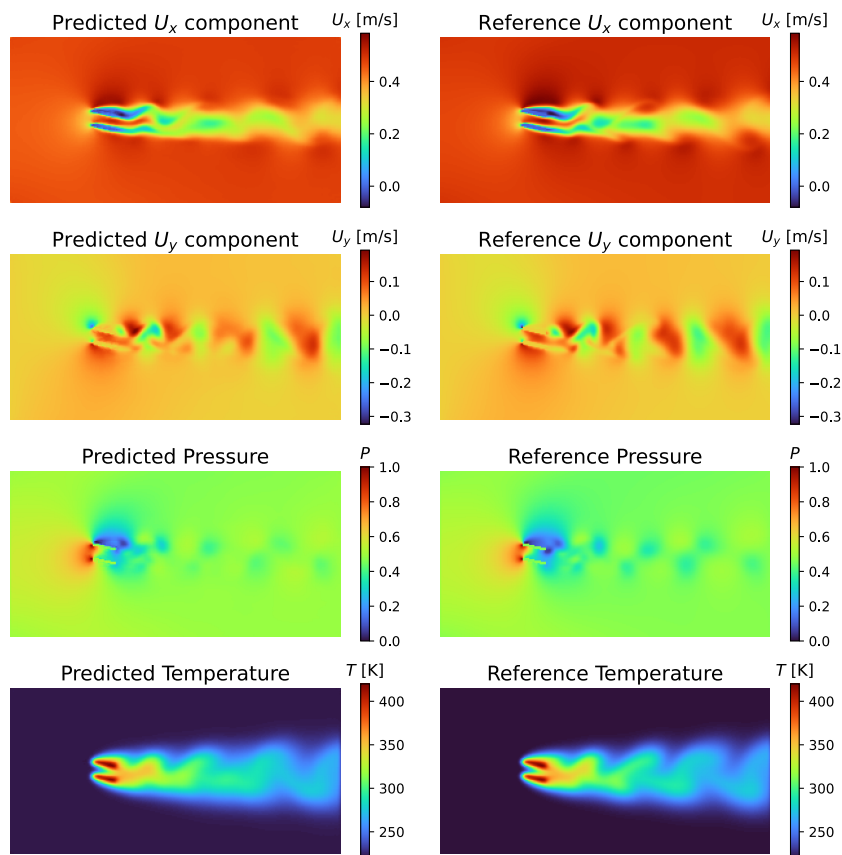 Predicted Uₓ component
Uₓ [m/s]
0.4
0.2
0.0
Reference Uₓ component
Uₓ [m/s]
0.4
0.2
0.0
Predicted U_y component
U_y [m/s]
0.1
0.0
−0.1
−0.2
−0.3
Reference U_y component
U_y [m/s]
0.1
0.0
−0.1
−0.2
−0.3
Predicted Pressure
P
1.0
0.8
0.6
0.4
0.2
0.0
Reference Pressure
P
1.0
0.8
0.6
0.4
0.2
0.0
Predicted Temperature
T [K]
400
350
300
250
Reference Temperature
T [K]
400
350
300
250